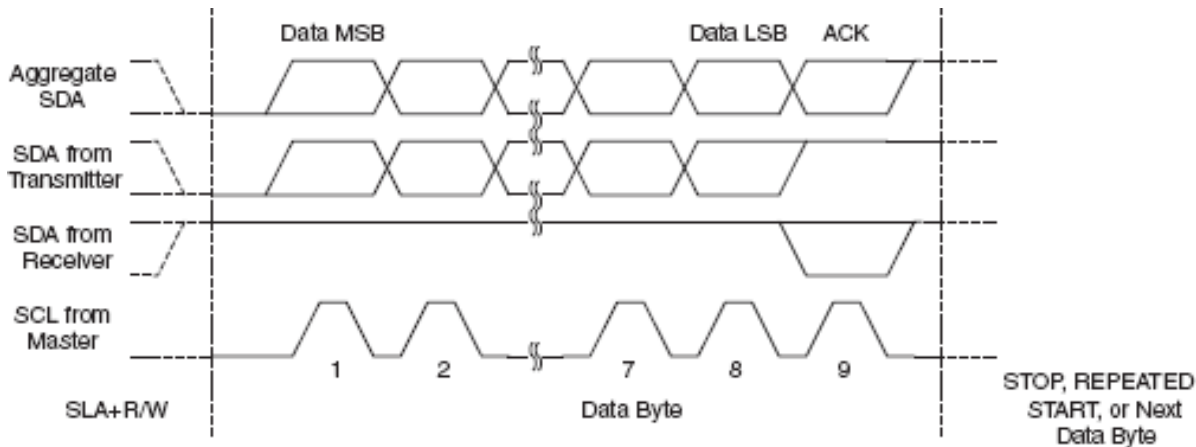 Data MSB
Data LSB
ACK
Aggregate
SDA
SDA from
Transmitter
SDA from
Receiver
SCL from
Master
1
2
7
8
9
SLA+R/W
Data Byte
STOP, REPEATED
START, or Next
Data Byte